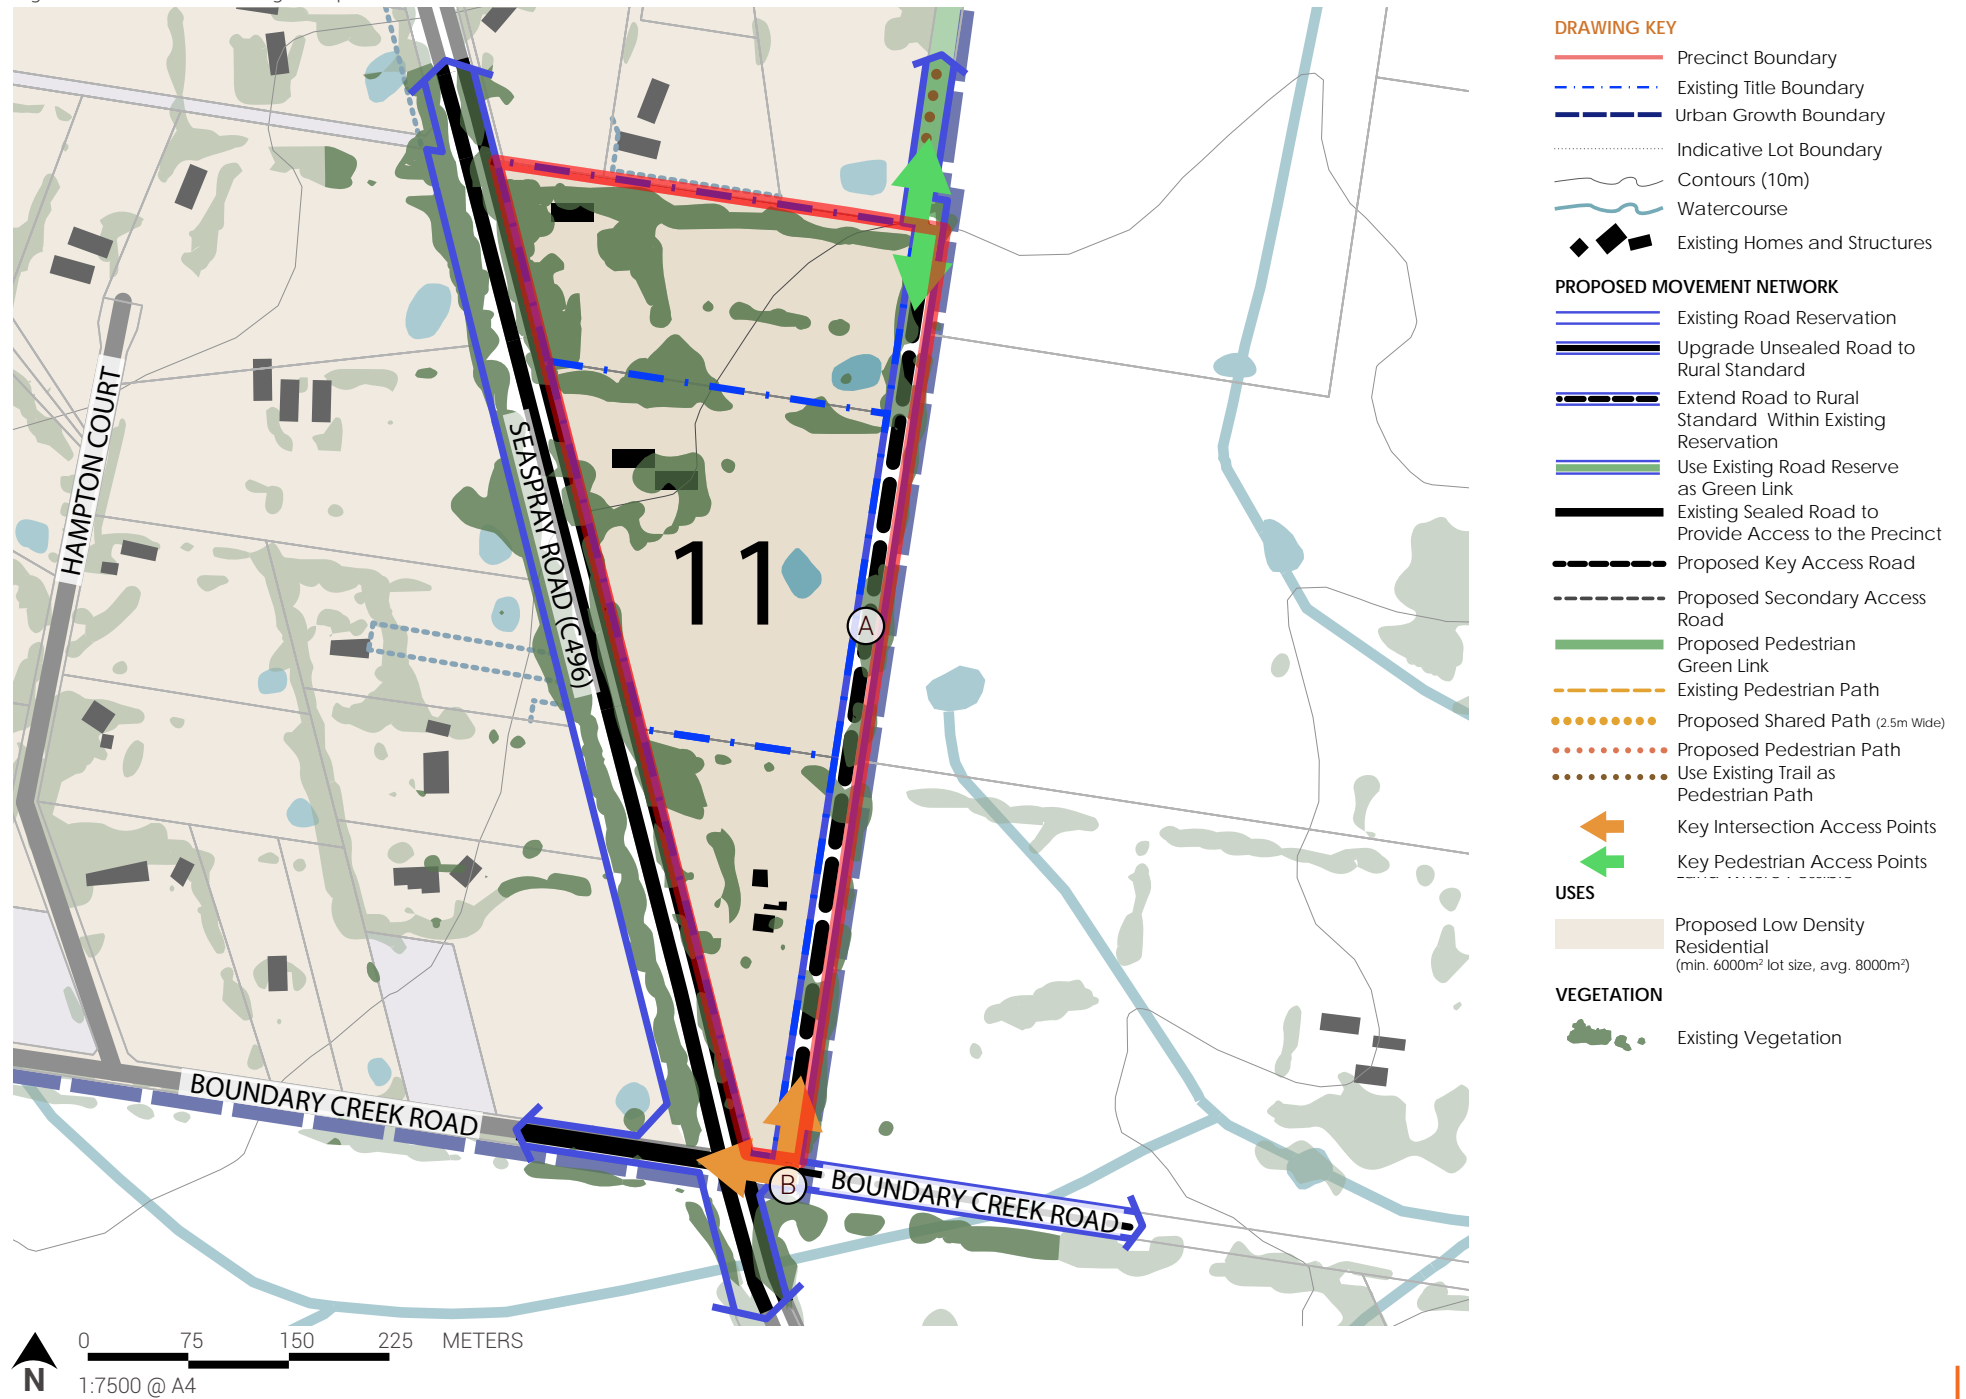 HAMPTON COURT
SEASPRAY ROAD (C496)
11
A
BOUNDARY CREEK ROAD
B
BOUNDARY CREEK ROAD
0 75 150 225 METERS
N
1:7500 @ A4
DRAWING KEY
Precinct Boundary
Existing Title Boundary
Urban Growth Boundary
Indicative Lot Boundary
Contours (10m)
Watercourse
Existing Homes and Structures
PROPOSED MOVEMENT NETWORK
Existing Road Reservation
Upgrade Unsealed Road to
Rural Standard
Extend Road to Rural
Standard Within Existing
Reservation
Use Existing Road Reserve
as Green Link
Existing Sealed Road to
Provide Access to the Precinct
Proposed Key Access Road
Proposed Secondary Access
Road
Proposed Pedestrian
Green Link
Existing Pedestrian Path
Proposed Shared Path (2.5m Wide)
Proposed Pedestrian Path
Use Existing Trail as
Pedestrian Path
Key Intersection Access Points
Key Pedestrian Access Points
USES
Proposed Low Density
Residential
(min. 6000m² lot size, avg. 8000m²)
VEGETATION
Existing Vegetation